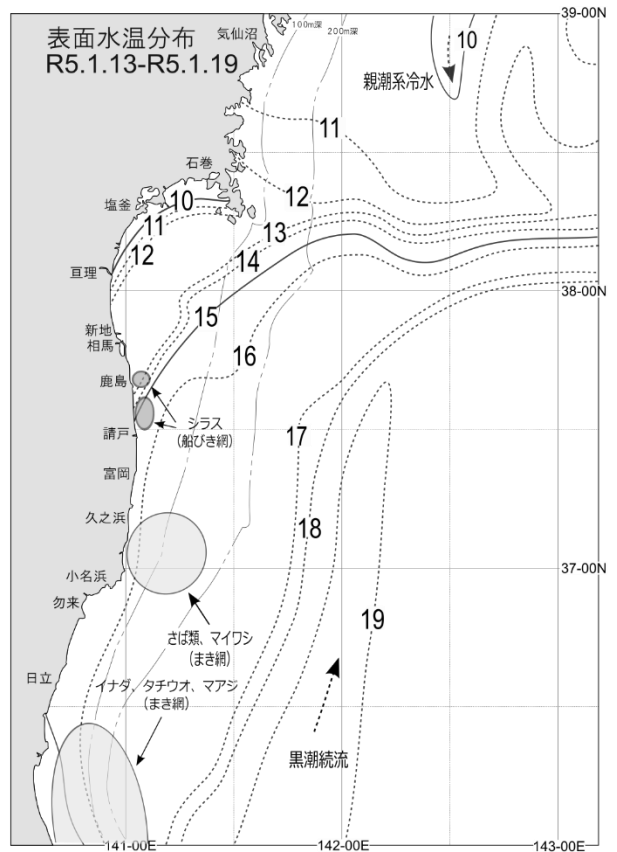 表面水温分布
R5.1.13-R5.1.19
気仙沼
100m深
200m深
39-00N
10
親潮系冷水
11
石巻
12
塩釜
10
11
12
13
14
亘理
38-00N
15
新地
相馬
16
鹿島
シラス
(船びき網)
請戸
17
富岡
久之浜
18
37-00N
小名浜
勿来
19
さば類、マイワシ
(まき網)
日立
イナダ、タチウオ、マアジ
(まき網)
黒潮続流
141-00E
142-00E
143-00E